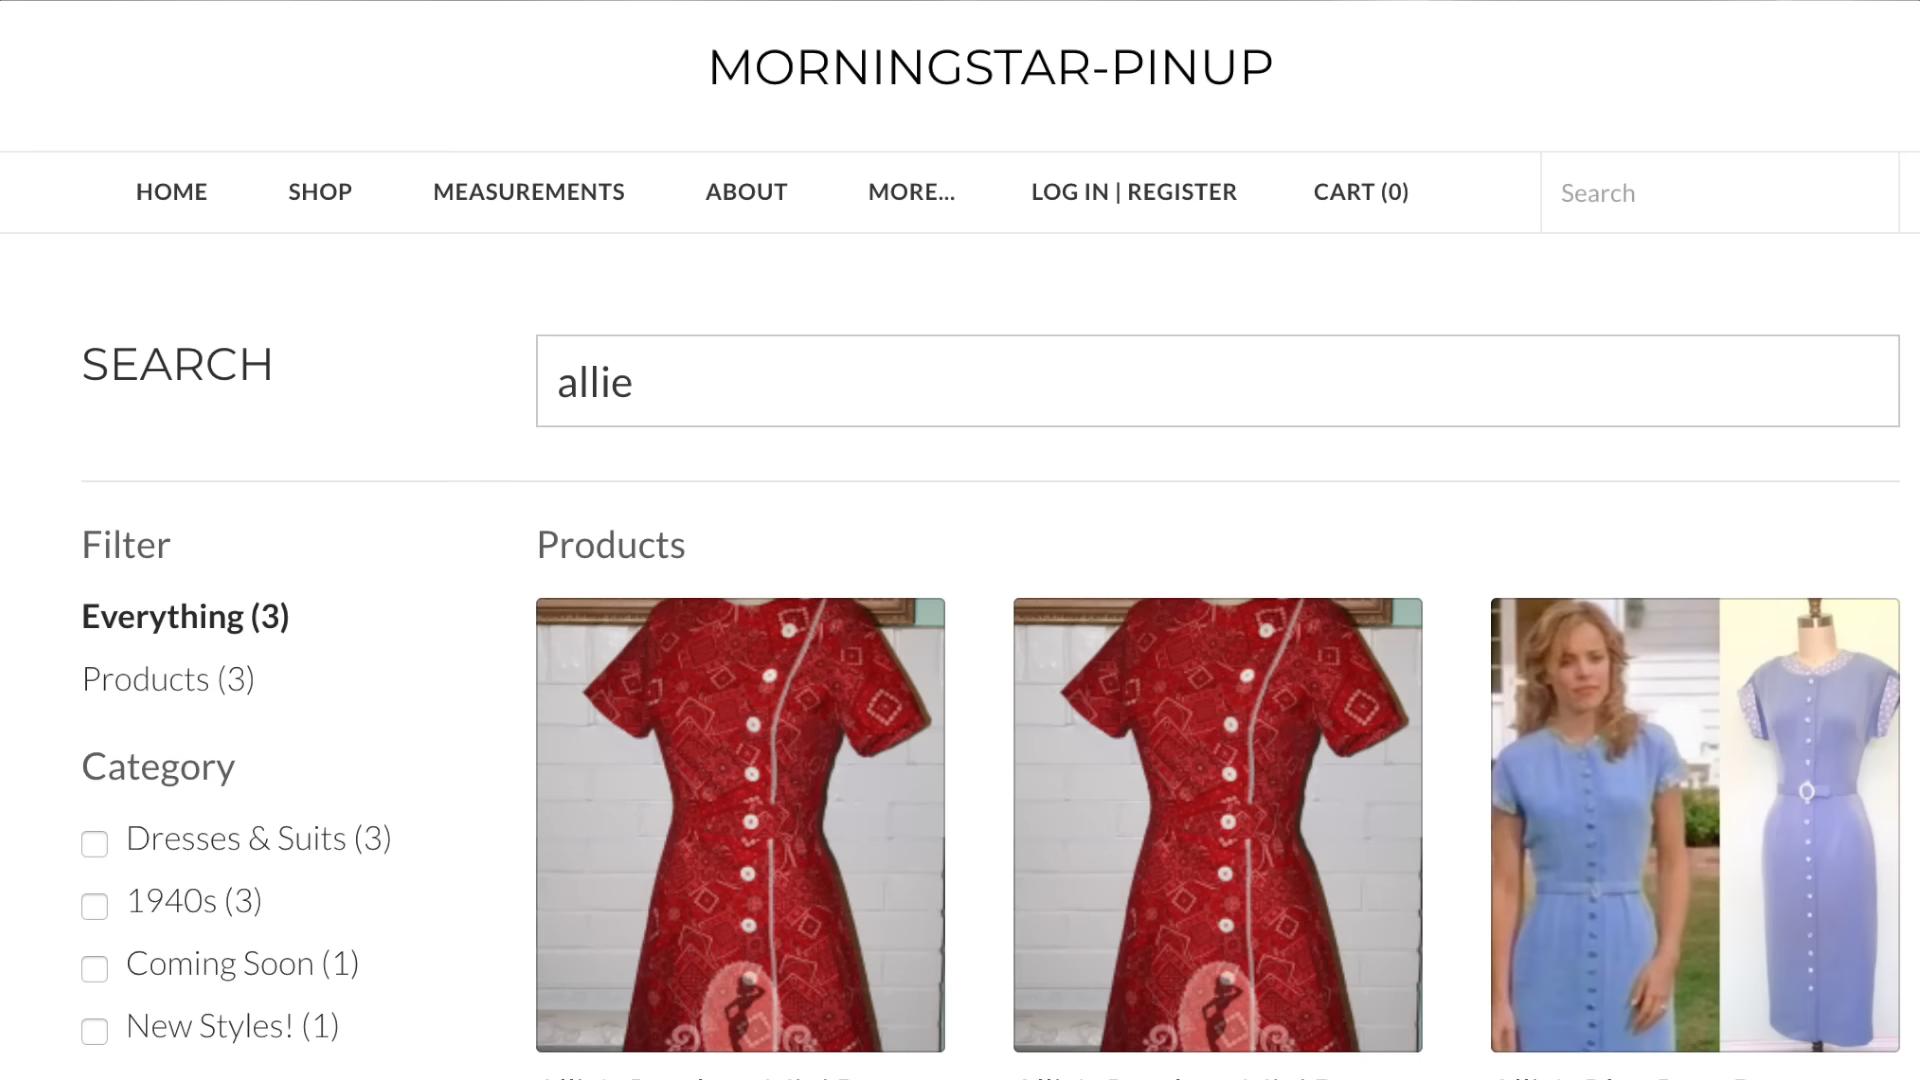 MORNINGSTAR-PINUP
HOME SHOP MEASUREMENTS ABOUT MORE... LOG IN | REGISTER CART (0) Search
SEARCH
allie
Filter
Products
Everything (3)
Products (3)
Category
Dresses & Suits (3)
1940s (3)
Coming Soon (1)
New Styles! (1)